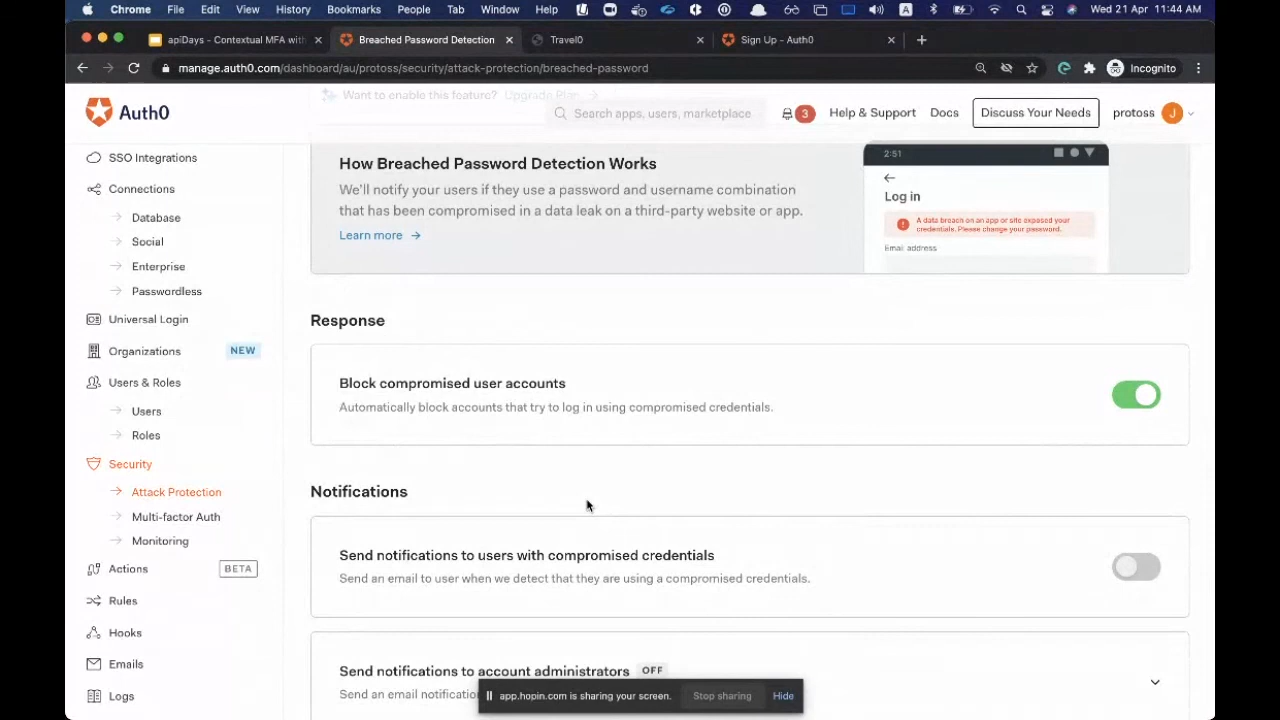 Chrome File Edit View History Bookmarks People Tab Window Help A Wed 21 Apr 11:44 AM
apiDays - Contextual MFA with Breached Password Detection Travel0 Sign Up - Auth0
manage.auth0.com/dashboard/au/protoss/security/attack-protection/breached-password Incognito
Want to enable this feature? Upgrade Plan
Auth0 Search apps, users, marketplace 3 Help & Support Docs Discuss Your Needs protoss J
SSO Integrations
Connections
Database
Social
Enterprise
Passwordless
Universal Login
Organizations NEW
Users & Roles
Users
Roles
Security
Attack Protection
Multi-factor Auth
Monitoring
Actions BETA
Rules
Hooks
Emails
Logs
How Breached Password Detection Works
We'll notify your users if they use a password and username combination
that has been compromised in a data leak on a third-party website or app.
Learn more
2:51
Log in
A data breach on an app or site exposed your
credentials. Please change your password.
Email address
Response
Block compromised user accounts
Automatically block accounts that try to log in using compromised credentials.
Notifications
Send notifications to users with compromised credentials
Send an email to user when we detect that they are using a compromised credentials.
Send notifications to account administrators OFF
Send an email notificatio
app.hopin.com is sharing your screen. Stop sharing Hide